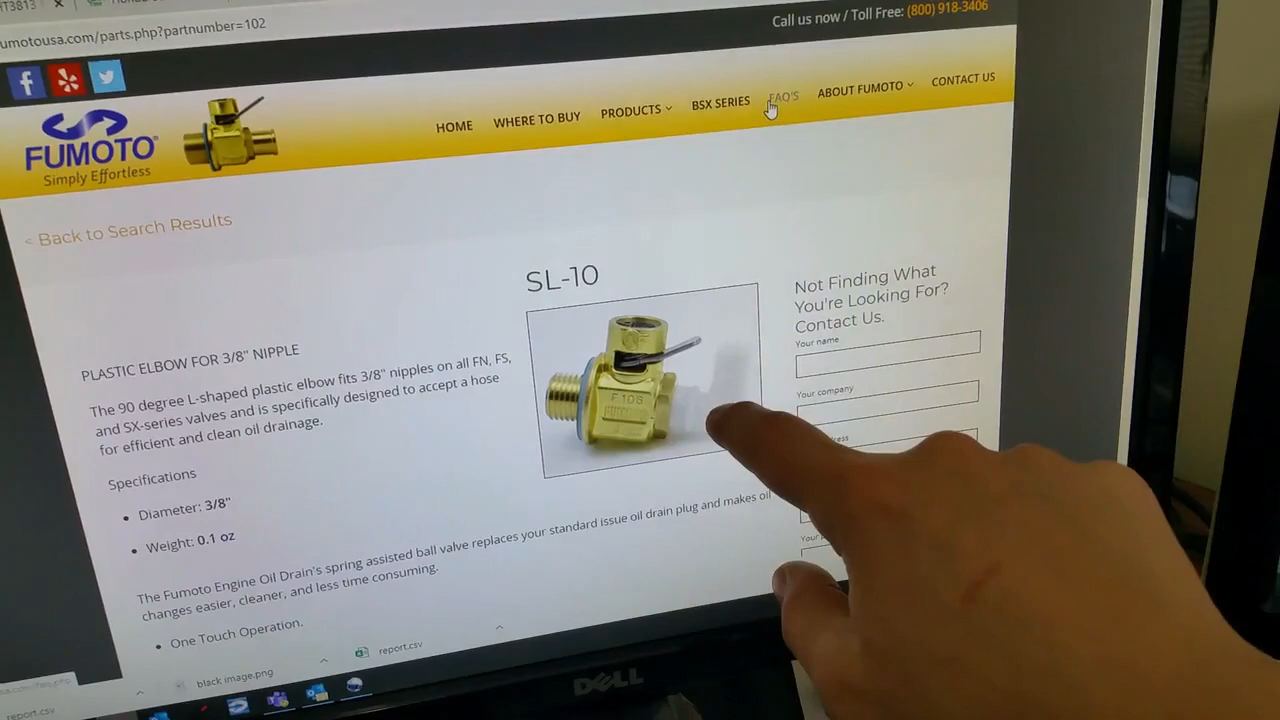 HT3813
umotousa.com/parts.php?partnumber=102
Call us now / Toll Free: (800) 918-3406
FUMOTO
Simply Effortless
HOME WHERE TO BUY PRODUCTS BSX SERIES FAQ'S ABOUT FUMOTO CONTACT US
< Back to Search Results
SL-10
PLASTIC ELBOW FOR 3/8" NIPPLE
The 90 degree L-shaped plastic elbow fits 3/8" nipples on all FN, FS,
and SX-series valves and is specifically designed to accept a hose
for efficient and clean oil drainage.
Specifications
• Diameter: 3/8"
• Weight: 0.1 oz
F106
Not Finding What
You're Looking For?
Contact Us.
Your name
Your company
The Fumoto Engine Oil Drain's spring assisted ball valve replaces your standard issue oil drain plug and makes oil
changes easier, cleaner, and less time consuming.
• One Touch Operation.
black image.png
report.csv
report.csv
DELL